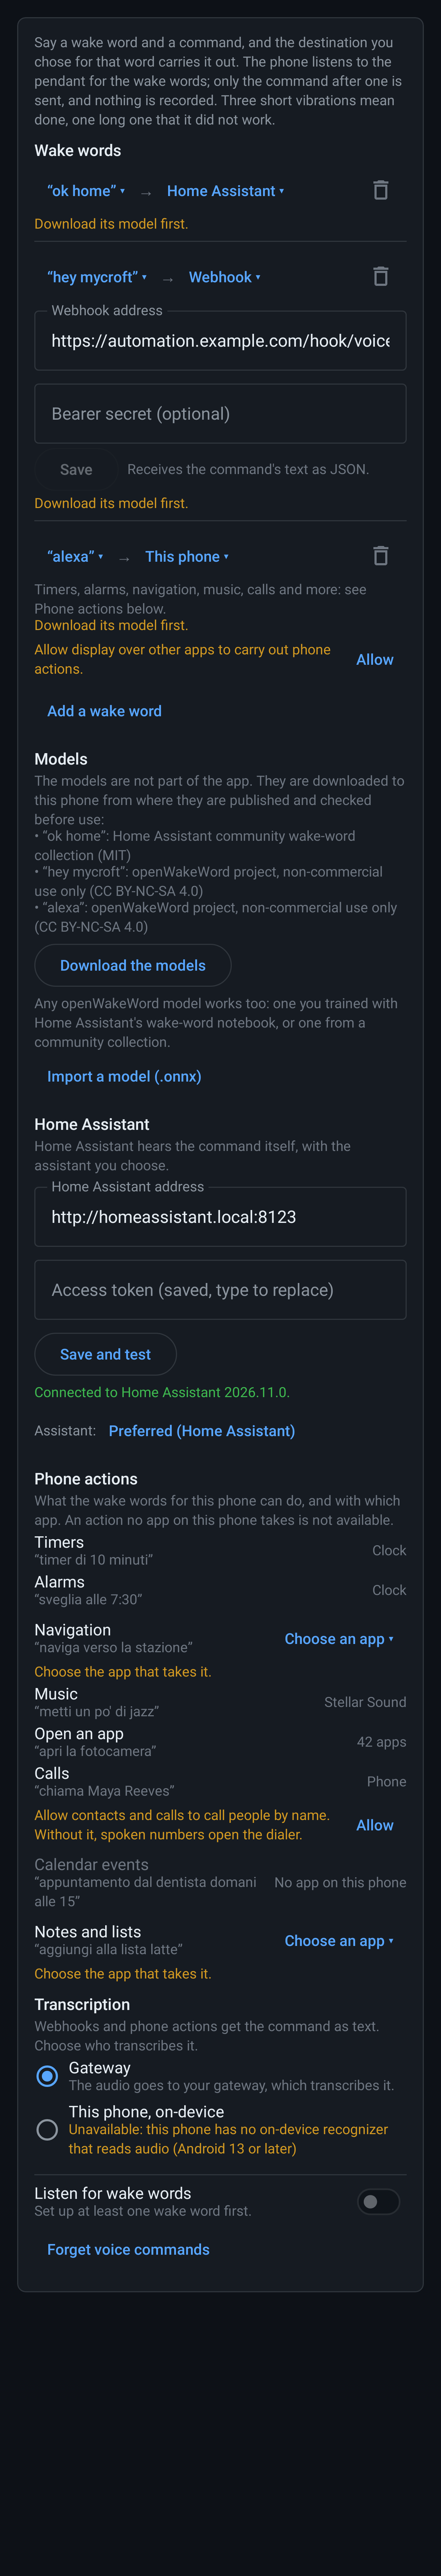 Say a wake word and a command, and the destination you
chose for that word carries it out. The phone listens to the
pendant for the wake words; only the command after one is
sent, and nothing is recorded. Three short vibrations mean
done, one long one that it did not work.
Wake words
“ok home” ▾ → Home Assistant ▾
Download its model first.
“hey mycroft” ▾ → Webhook ▾
Webhook address
https://automation.example.com/hook/voice
Bearer secret (optional)
Save Receives the command's text as JSON.
Download its model first.
“alexa” ▾ → This phone ▾
Timers, alarms, navigation, music, calls and more: see
Phone actions below.
Download its model first.
Allow display over other apps to carry out phone
actions.
Allow
Add a wake word
Models
The models are not part of the app. They are downloaded to
this phone from where they are published and checked
before use:
• “ok home”: Home Assistant community wake-word
collection (MIT)
• “hey mycroft”: openWakeWord project, non-commercial
use only (CC BY-NC-SA 4.0)
• “alexa”: openWakeWord project, non-commercial use only
(CC BY-NC-SA 4.0)
Download the models
Any openWakeWord model works too: one you trained with
Home Assistant's wake-word notebook, or one from a
community collection.
Import a model (.onnx)
Home Assistant
Home Assistant hears the command itself, with the
assistant you choose.
Home Assistant address
http://homeassistant.local:8123
Access token (saved, type to replace)
Save and test
Connected to Home Assistant 2026.11.0.
Assistant: Preferred (Home Assistant)
Phone actions
What the wake words for this phone can do, and with which
app. An action no app on this phone takes is not available.
Timers
“timer di 10 minuti”
Clock
Alarms
“sveglia alle 7:30”
Clock
Navigation
“naviga verso la stazione”
Choose an app ▾
Choose the app that takes it.
Music
“metti un po' di jazz”
Stellar Sound
Open an app
“apri la fotocamera”
42 apps
Calls
“chiama Maya Reeves”
Phone
Allow contacts and calls to call people by name.
Without it, spoken numbers open the dialer.
Allow
Calendar events
“appuntamento dal dentista domani
alle 15”
No app on this phone
Notes and lists
“aggiungi alla lista latte”
Choose an app ▾
Choose the app that takes it.
Transcription
Webhooks and phone actions get the command as text.
Choose who transcribes it.
Gateway
The audio goes to your gateway, which transcribes it.
This phone, on-device
Unavailable: this phone has no on-device recognizer
that reads audio (Android 13 or later)
Listen for wake words
Set up at least one wake word first.
Forget voice commands